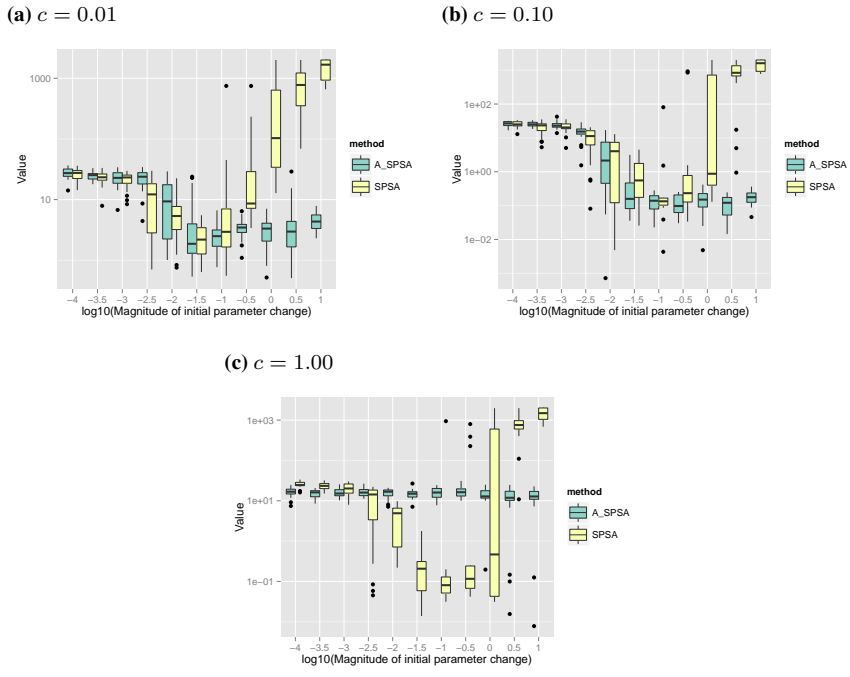 (a) c = 0.01
1000
10
Value
−4 −3.5 −3 −2.5 −2 −1.5 −1 −0.5 0 0.5 1
log10(Magnitude of initial parameter change)
method
A_SPSA
SPSA
(b) c = 0.10
1e+02
1e+00
1e−02
Value
−4 −3.5 −3 −2.5 −2 −1.5 −1 −0.5 0 0.5 1
log10(Magnitude of initial parameter change)
method
A_SPSA
SPSA
(c) c = 1.00
1e+03
1e+01
1e−01
Value
−4 −3.5 −3 −2.5 −2 −1.5 −1 −0.5 0 0.5 1
log10(Magnitude of initial parameter change)
method
A_SPSA
SPSA